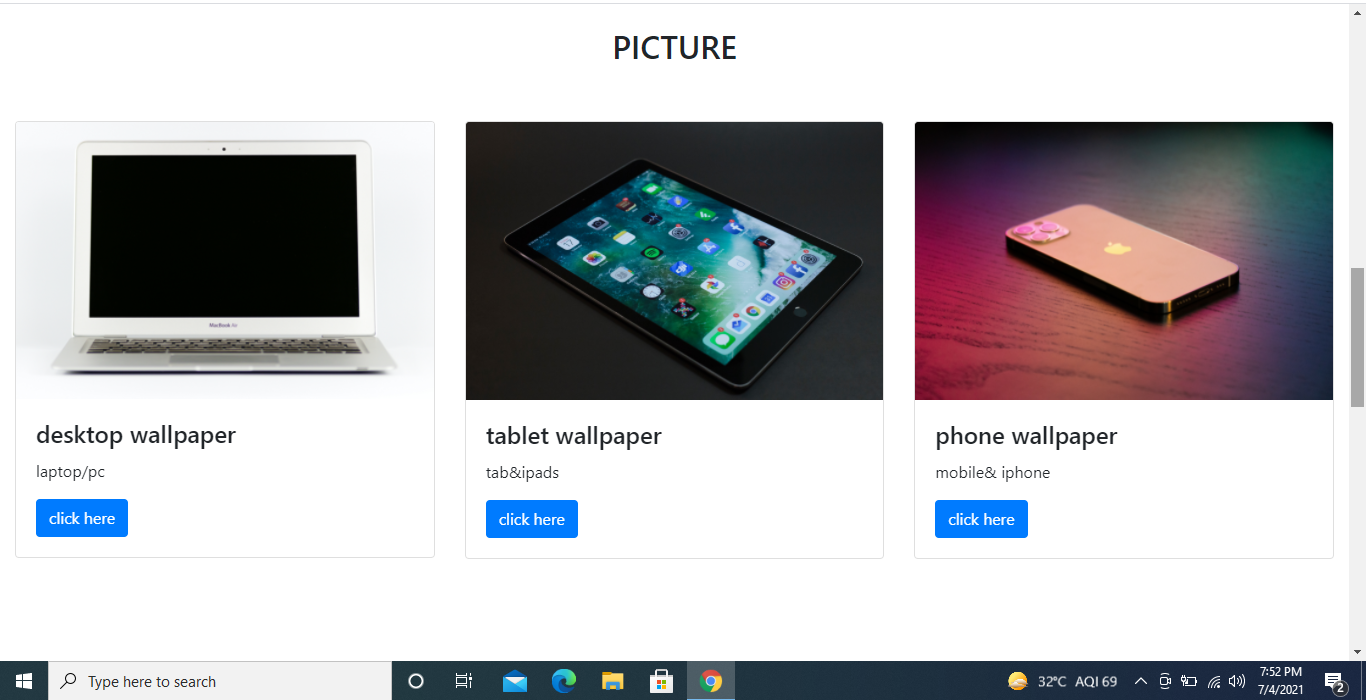 PICTURE
MacBook Air
desktop wallpaper
laptop/pc
click here
tablet wallpaper
tab&ipads
click here
phone wallpaper
mobile& iphone
click here
Type here to search
32°C AQI 69
7:52 PM
7/4/2021
2